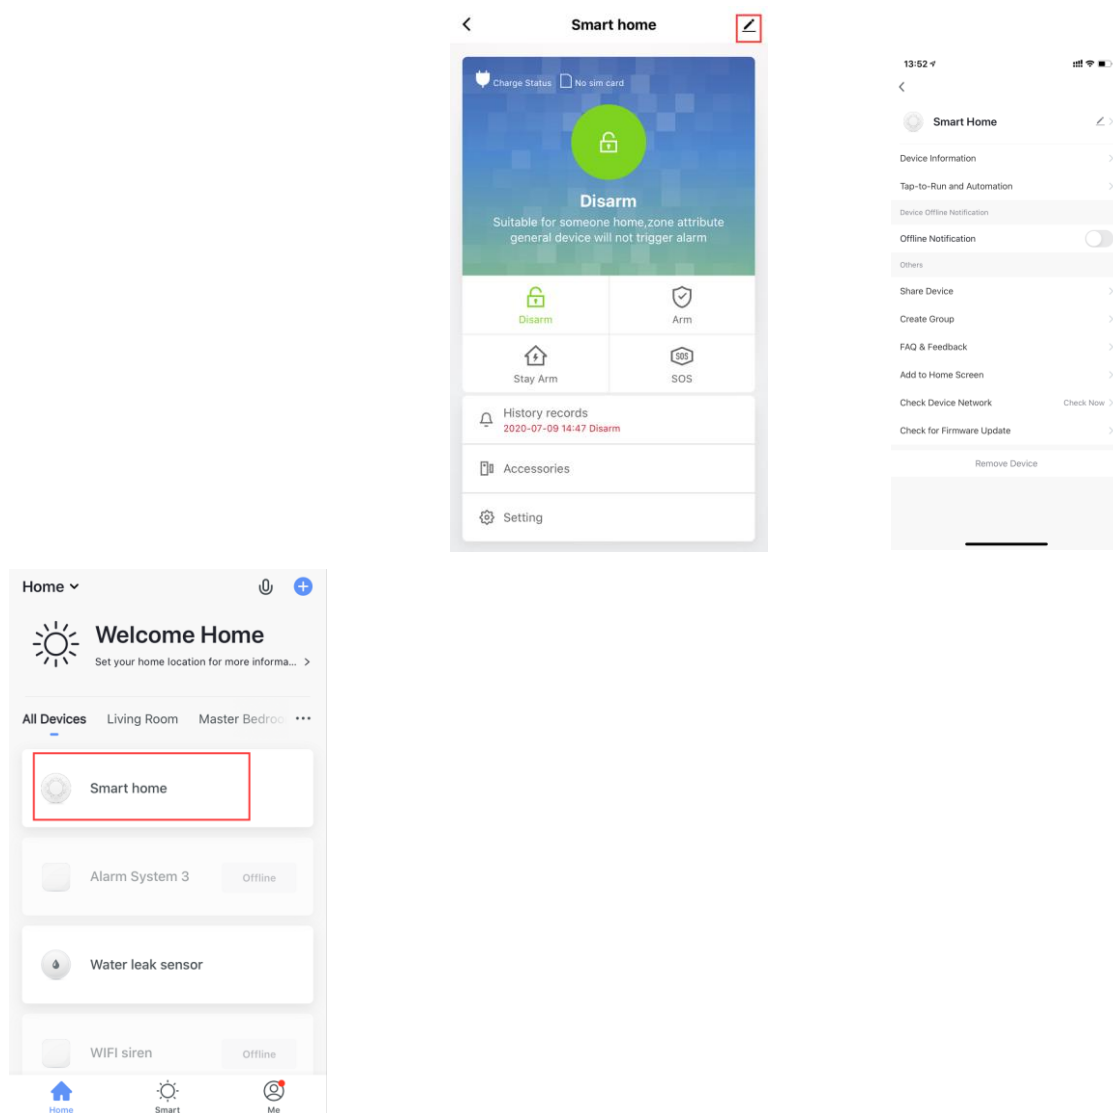 Smart home
Charge Status No sim card
Disarm
Suitable for someone home,zone attribute
general device will not trigger alarm
Disarm
Arm
Stay Arm
SOS
SOS
History records
2020-07-09 14:47 Disarm
Accessories
Setting
13:52
Smart Home
Device Information
Tap-to-Run and Automation
Device Offline Notification
Offline Notification
Others
Share Device
Create Group
FAQ & Feedback
Add to Home Screen
Check Device Network Check Now
Check for Firmware Update
Remove Device
Home
Welcome Home
Set your home location for more informa...
All Devices Living Room Master Bedroo
Smart home
Alarm System 3 Offline
Water leak sensor
WIFI siren Offline
Home Smart Me